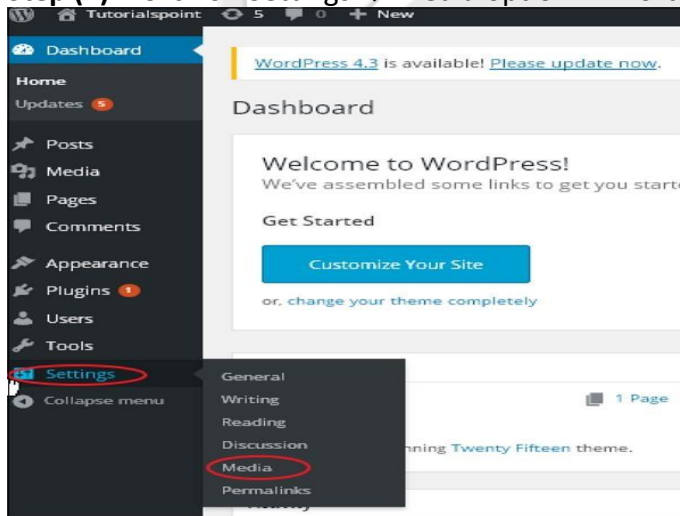 Tutorialspoint 5 0 + New
Dashboard
Home
Updates 5
Posts
Media
Pages
Comments
Appearance
Plugins 1
Users
Tools
Settings
Collapse menu
General
Writing
Reading
Discussion
Media
Permalinks
WordPress 4.3 is available! Please update now.
Dashboard
Welcome to WordPress!
We've assembled some links to get you
Get Started
Customize Your Site
or, change your theme completely
1 Page
Twenty Fifteen theme.